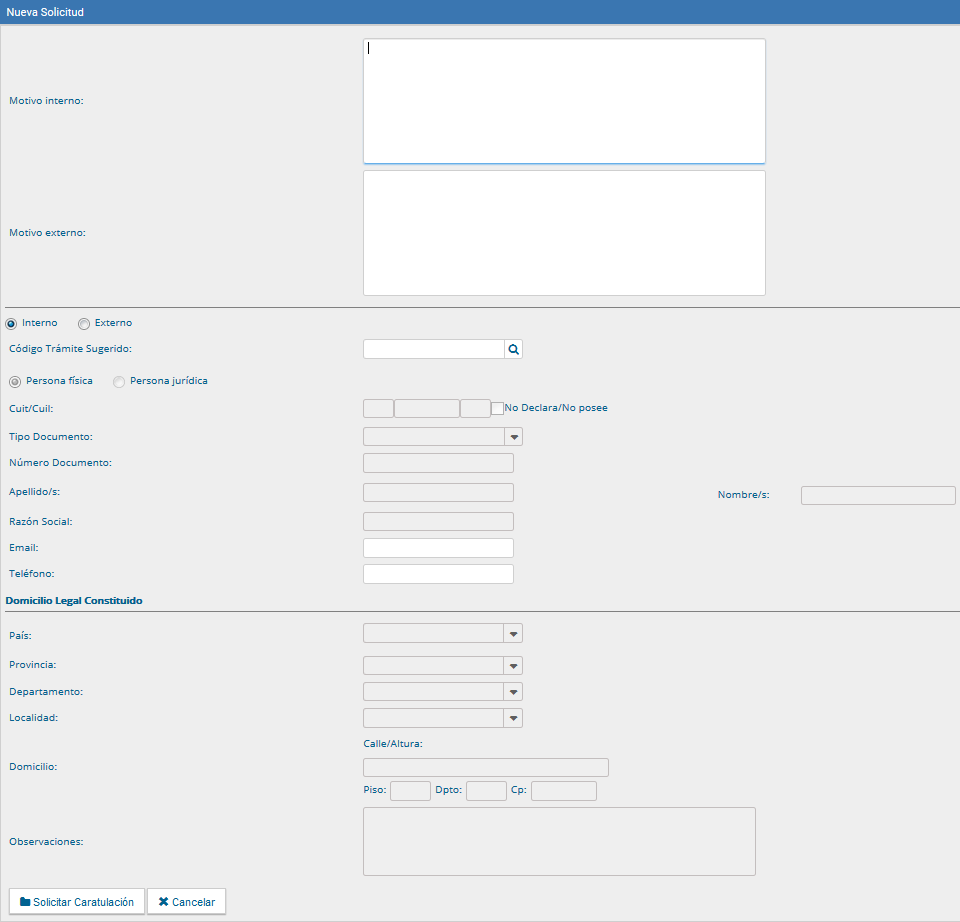 Nueva Solicitud
Motivo interno:
Motivo externo:
Interno Externo
Código Trámite Sugerido:
Persona física Persona jurídica
Cuit/Cuil: No Declara/No posee
Tipo Documento:
Número Documento:
Apellido/s: Nombre/s:
Razón Social:
Email:
Teléfono:
Domicilio Legal Constituido
País:
Provincia:
Departamento:
Localidad:
Calle/Altura:
Domicilio:
Piso: Dpto: Cp:
Observaciones:
Solicitar Caratulación Cancelar